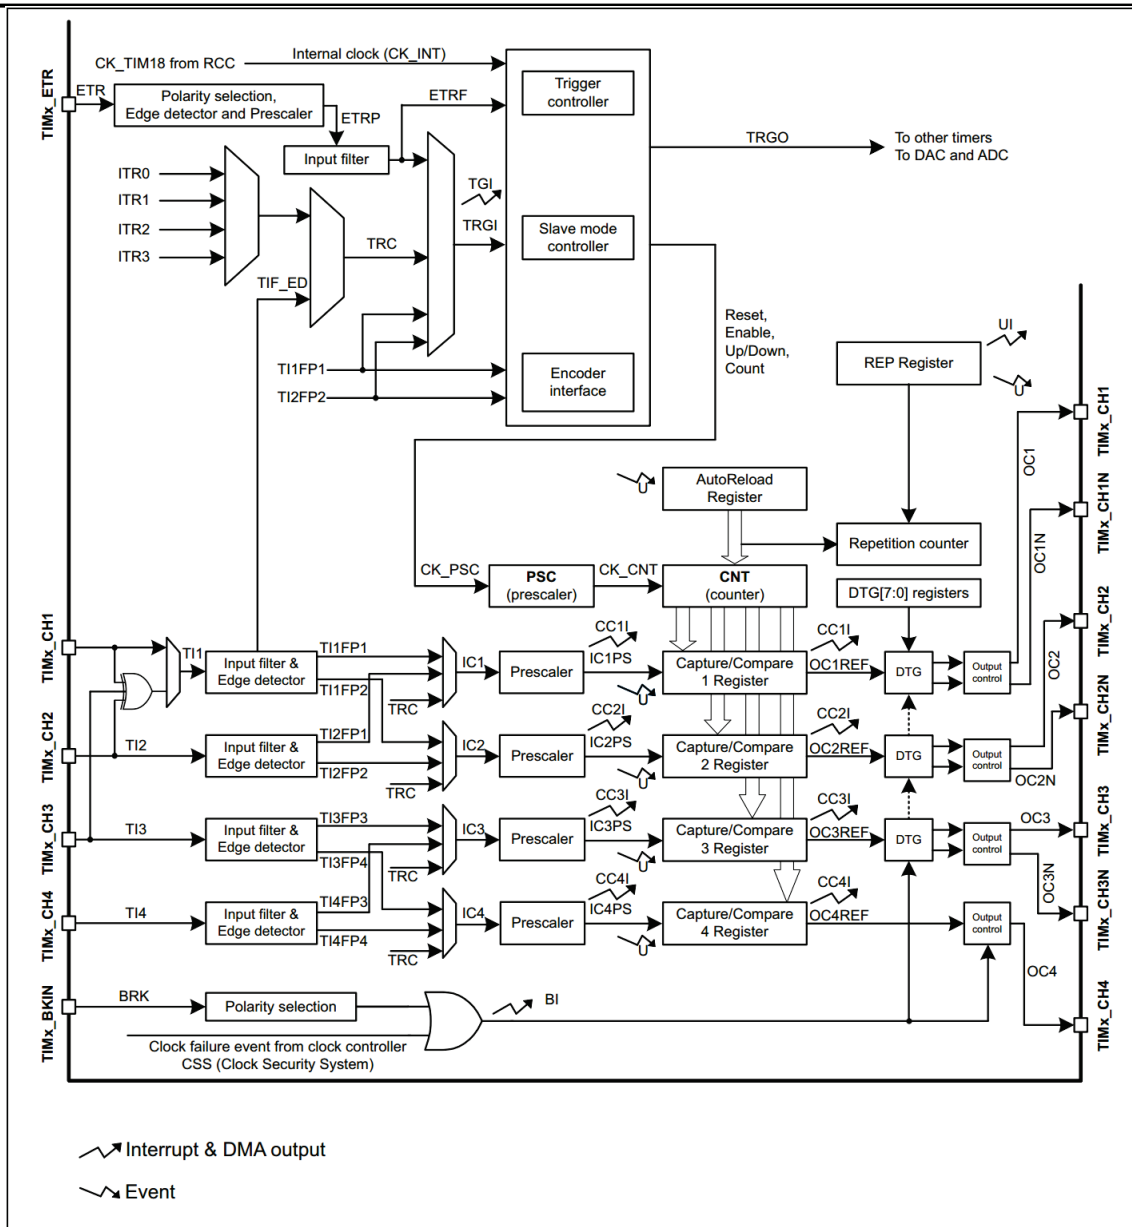 CK_TIM18 from RCC
Internal clock (CK_INT)
TIMx_ETR
ETR
Polarity selection,
Edge detector and Prescaler
ETRP
ETRF
Input filter
Trigger
controller
TRGO
To other timers
To DAC and ADC
ITR0
ITR1
ITR2
ITR3
TGI
TRGI
TRC
TIF_ED
Slave mode
controller
Reset,
Enable,
Up/Down,
Count
TI1FP1
TI2FP2
Encoder
interface
REP Register
UI
U
U
AutoReload
Register
Repetition counter
CK_PSC
PSC
(prescaler)
CK_CNT
CNT
(counter)
DTG[7:0] registers
TIMx_CH1
TI1
Input filter &
Edge detector
TI1FP1
TI1FP2
TRC
IC1
Prescaler
CC1I
IC1PS
U
Capture/Compare
1 Register
CC1I
OC1REF
DTG
Output
control
OC1
TIMx_CH1
OC1N
TIMx_CH1N
TIMx_CH2
TI2
Input filter &
Edge detector
TI2FP1
TI2FP2
TRC
IC2
Prescaler
CC2I
IC2PS
U
Capture/Compare
2 Register
CC2I
OC2REF
DTG
Output
control
OC2
TIMx_CH2
OC2N
TIMx_CH2N
TIMx_CH3
TI3
Input filter &
Edge detector
TI3FP3
TI3FP4
TRC
IC3
Prescaler
CC3I
IC3PS
U
Capture/Compare
3 Register
CC3I
OC3REF
DTG
Output
control
OC3
TIMx_CH3
OC3N
TIMx_CH3N
TIMx_CH4
TI4
Input filter &
Edge detector
TI4FP3
TI4FP4
TRC
IC4
Prescaler
CC4I
IC4PS
U
Capture/Compare
4 Register
CC4I
OC4REF
Output
control
OC4
TIMx_CH4
TIMx_BKIN
BRK
Polarity selection
BI
Clock failure event from clock controller
CSS (Clock Security System)
Interrupt & DMA output
Event